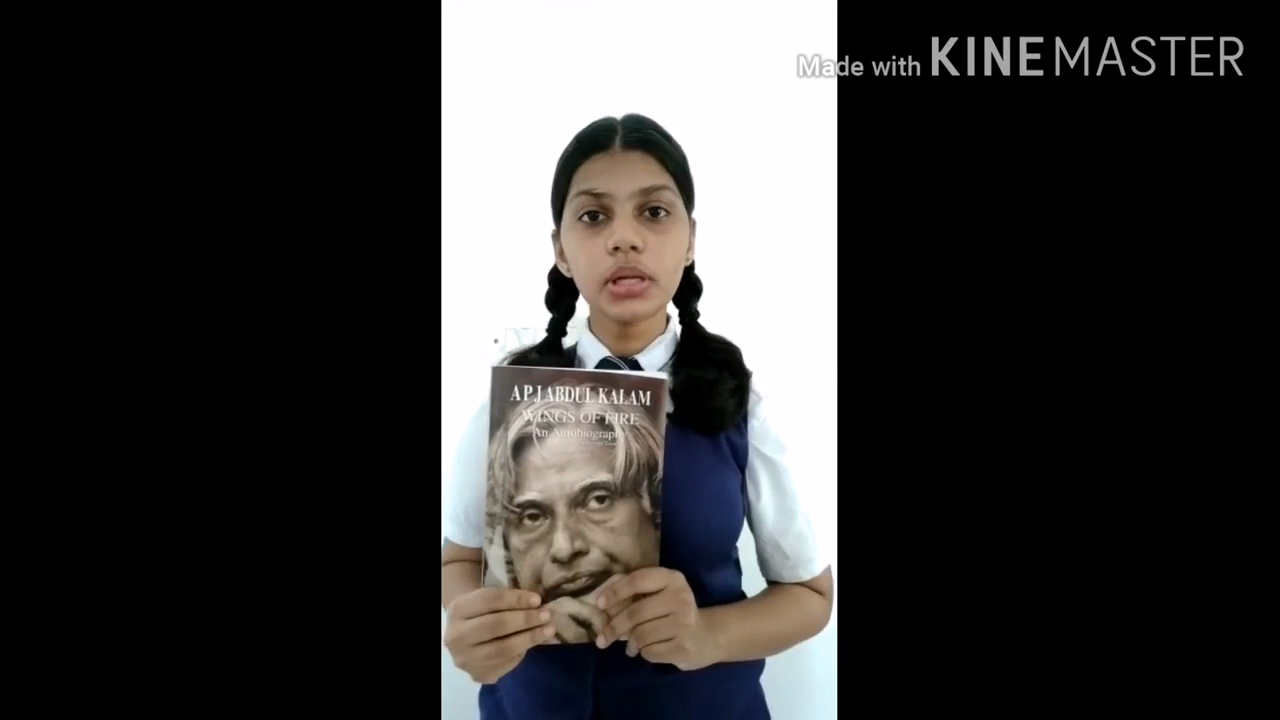 Made with KINEMASTER
A P J ABDUL KALAM
WINGS OF FIRE
An Autobiography